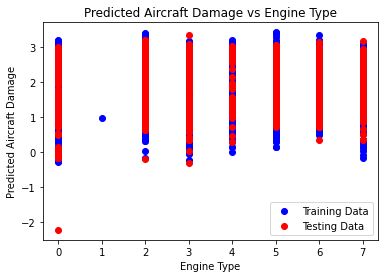 Predicted Aircraft Damage vs Engine Type
Predicted Aircraft Damage
3
2
1
0
−1
−2
0 1 2 3 4 5 6 7
Engine Type
Training Data
Testing Data